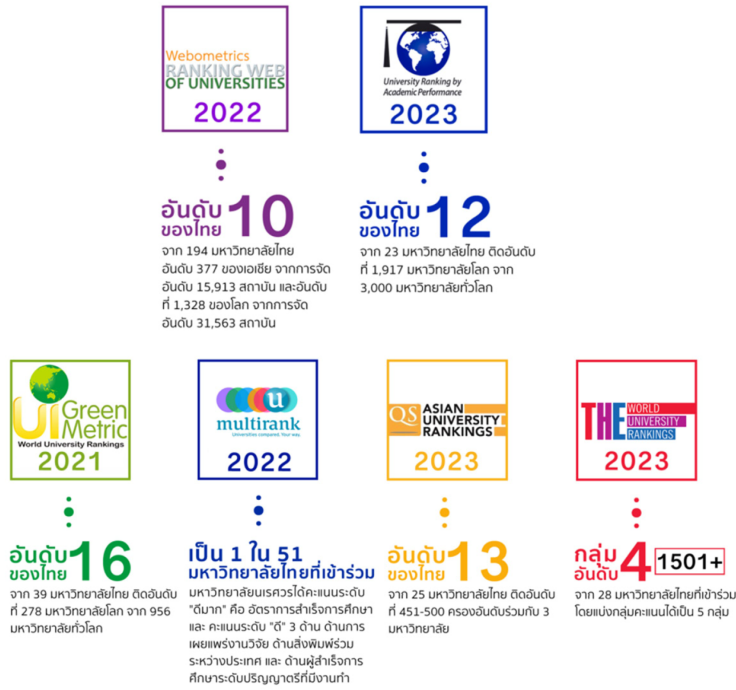 Webometrics
RANKING WEB
OF UNIVERSITIES
2022
อันดับ
ของไทย 10
จาก 194 มหาวิทยาลัยไทย
อันดับ 377 ของเอเชีย จากการจัด
อันดับ 15,913 สถาบัน และอันดับ
ที่ 1,328 ของโลก จากการจัด
อันดับ 31,563 สถาบัน
University Ranking by
Academic Performance
2023
อันดับ
ของไทย 12
จาก 23 มหาวิทยาลัยไทย ติดอันดับ
ที่ 1,917 มหาวิทยาลัยโลก จาก
3,000 มหาวิทยาลัยทั่วโลก
UI Green
Metric
World University Rankings
2021
อันดับ
ของไทย 16
จาก 39 มหาวิทยาลัยไทย ติดอันดับ
ที่ 278 มหาวิทยาลัยโลก จาก 956
มหาวิทยาลัยทั่วโลก
u
multirank
Universities compared. Your way.
2022
เป็น 1 ใน 51
มหาวิทยาลัยไทยที่เข้าร่วม
มหาวิทยาลัยนเรศวรได้คะแนนระดับ
"ดีมาก" คือ อัตราการสำเร็จการศึกษา
และ คะแนนระดับ "ดี" 3 ด้าน ด้านการ
เผยแพร่งานวิจัย ด้านสิ่งพิมพ์ร่วม
ระหว่างประเทศ และ ด้านผู้สำเร็จการ
ศึกษาระดับปริญญาตรีที่มีงานทำ
QS ASIAN
UNIVERSITY
RANKINGS
2023
อันดับ
ของไทย 13
จาก 25 มหาวิทยาลัยไทย ติดอันดับ
ที่ 451-500 ครองอันดับร่วมกับ 3
มหาวิทยาลัย
THE WORLD
UNIVERSITY
RANKINGS
2023
กลุ่ม
อันดับ 4 1501+
จาก 28 มหาวิทยาลัยไทยที่เข้าร่วม
โดยแบ่งกลุ่มคะแนนได้เป็น 5 กลุ่ม